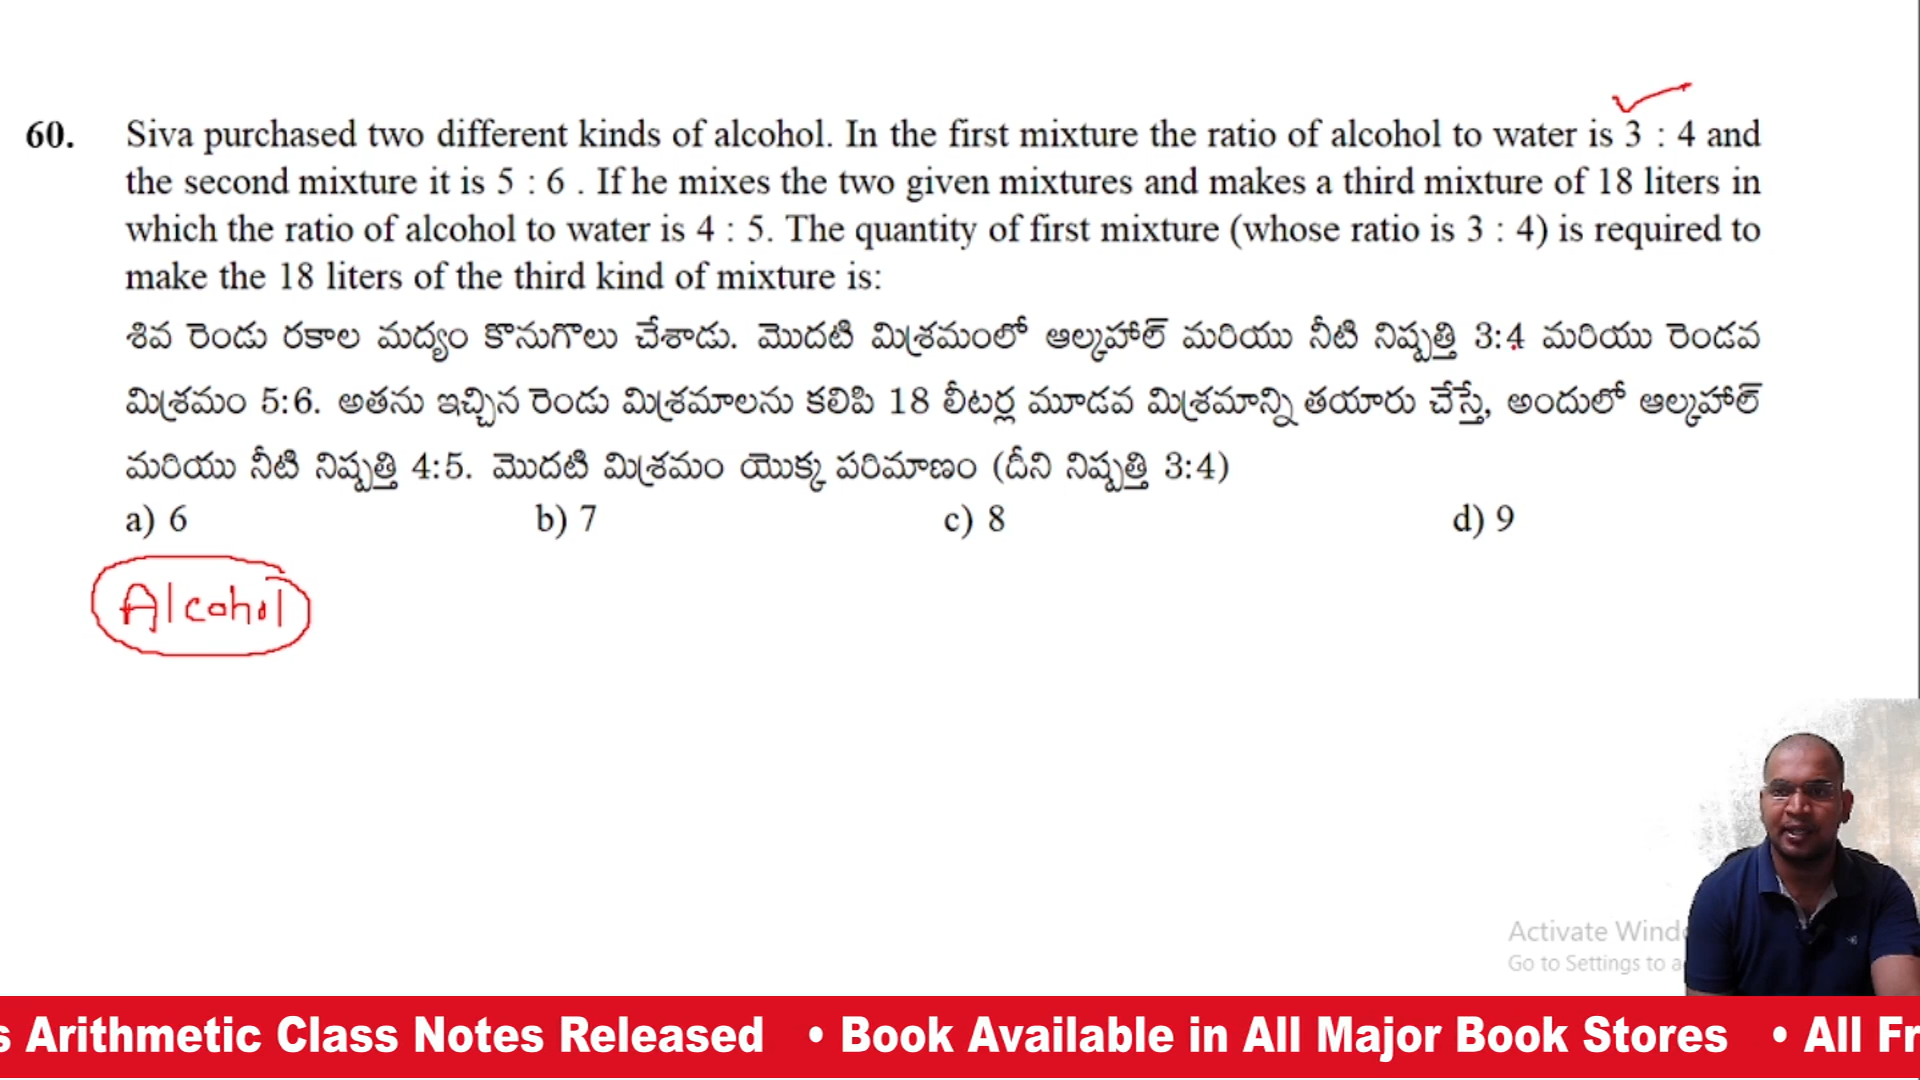 60. Siva purchased two different kinds of alcohol. In the first mixture the ratio of alcohol to water is 3 : 4 and
the second mixture it is 5 : 6 . If he mixes the two given mixtures and makes a third mixture of 18 liters in
which the ratio of alcohol to water is 4 : 5. The quantity of first mixture (whose ratio is 3 : 4) is required to
make the 18 liters of the third kind of mixture is:
శివ రెండు రకాల మద్యం కొనుగొలు చేశాడు. మొదటి మిశ్రమంలో ఆల్కహాల్ మరియు నీటి నిష్పత్తి 3:4 మరియు రెండవ
మిశ్రమం 5:6. అతను ఇచ్చిన రెండు మిశ్రమాలను కలిపి 18 లీటర్ల మూడవ మిశ్రమాన్ని తయారు చేస్తే, అందులో ఆల్కహాల్
మరియు నీటి నిష్పత్తి 4:5. మొదటి మిశ్రమం యొక్క పరిమాణం (దీని నిష్పత్తి 3:4)
a) 6 b) 7 c) 8 d) 9
Alcohol
Activate Wind
Go to Settings to a
s Arithmetic Class Notes Released • Book Available in All Major Book Stores • All Fr